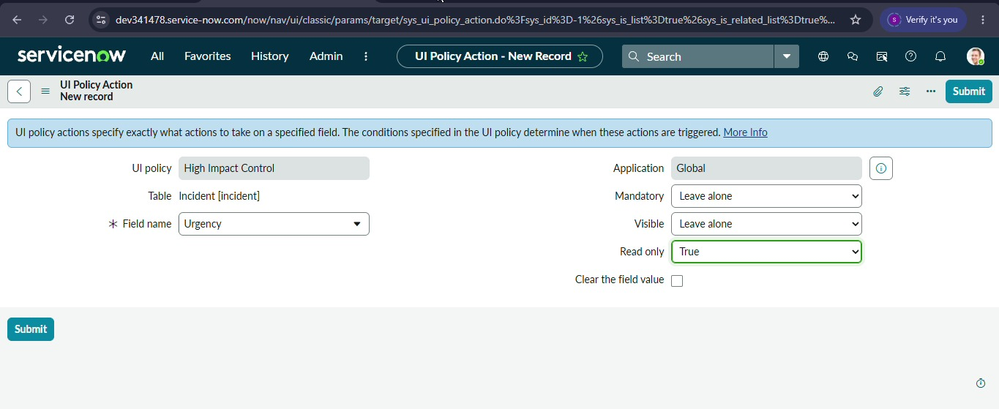 dev341478.service-now.com/now/nav/ui/classic/params/target/sys_ui_policy_action.do%3Fsys_id%3D-1%26sys_is_list%3Dtrue%26sys_is_related_list%3Dtrue%...
S Verify it's you
servicenow All Favorites History Admin UI Policy Action - New Record Search
UI Policy Action
New record
Submit
UI policy actions specify exactly what actions to take on a specified field. The conditions specified in the UI policy determine when these actions are triggered. More Info
UI policy High Impact Control
Application Global
Table Incident [incident]
Mandatory Leave alone
Field name Urgency
Visible Leave alone
Read only True
Clear the field value
Submit